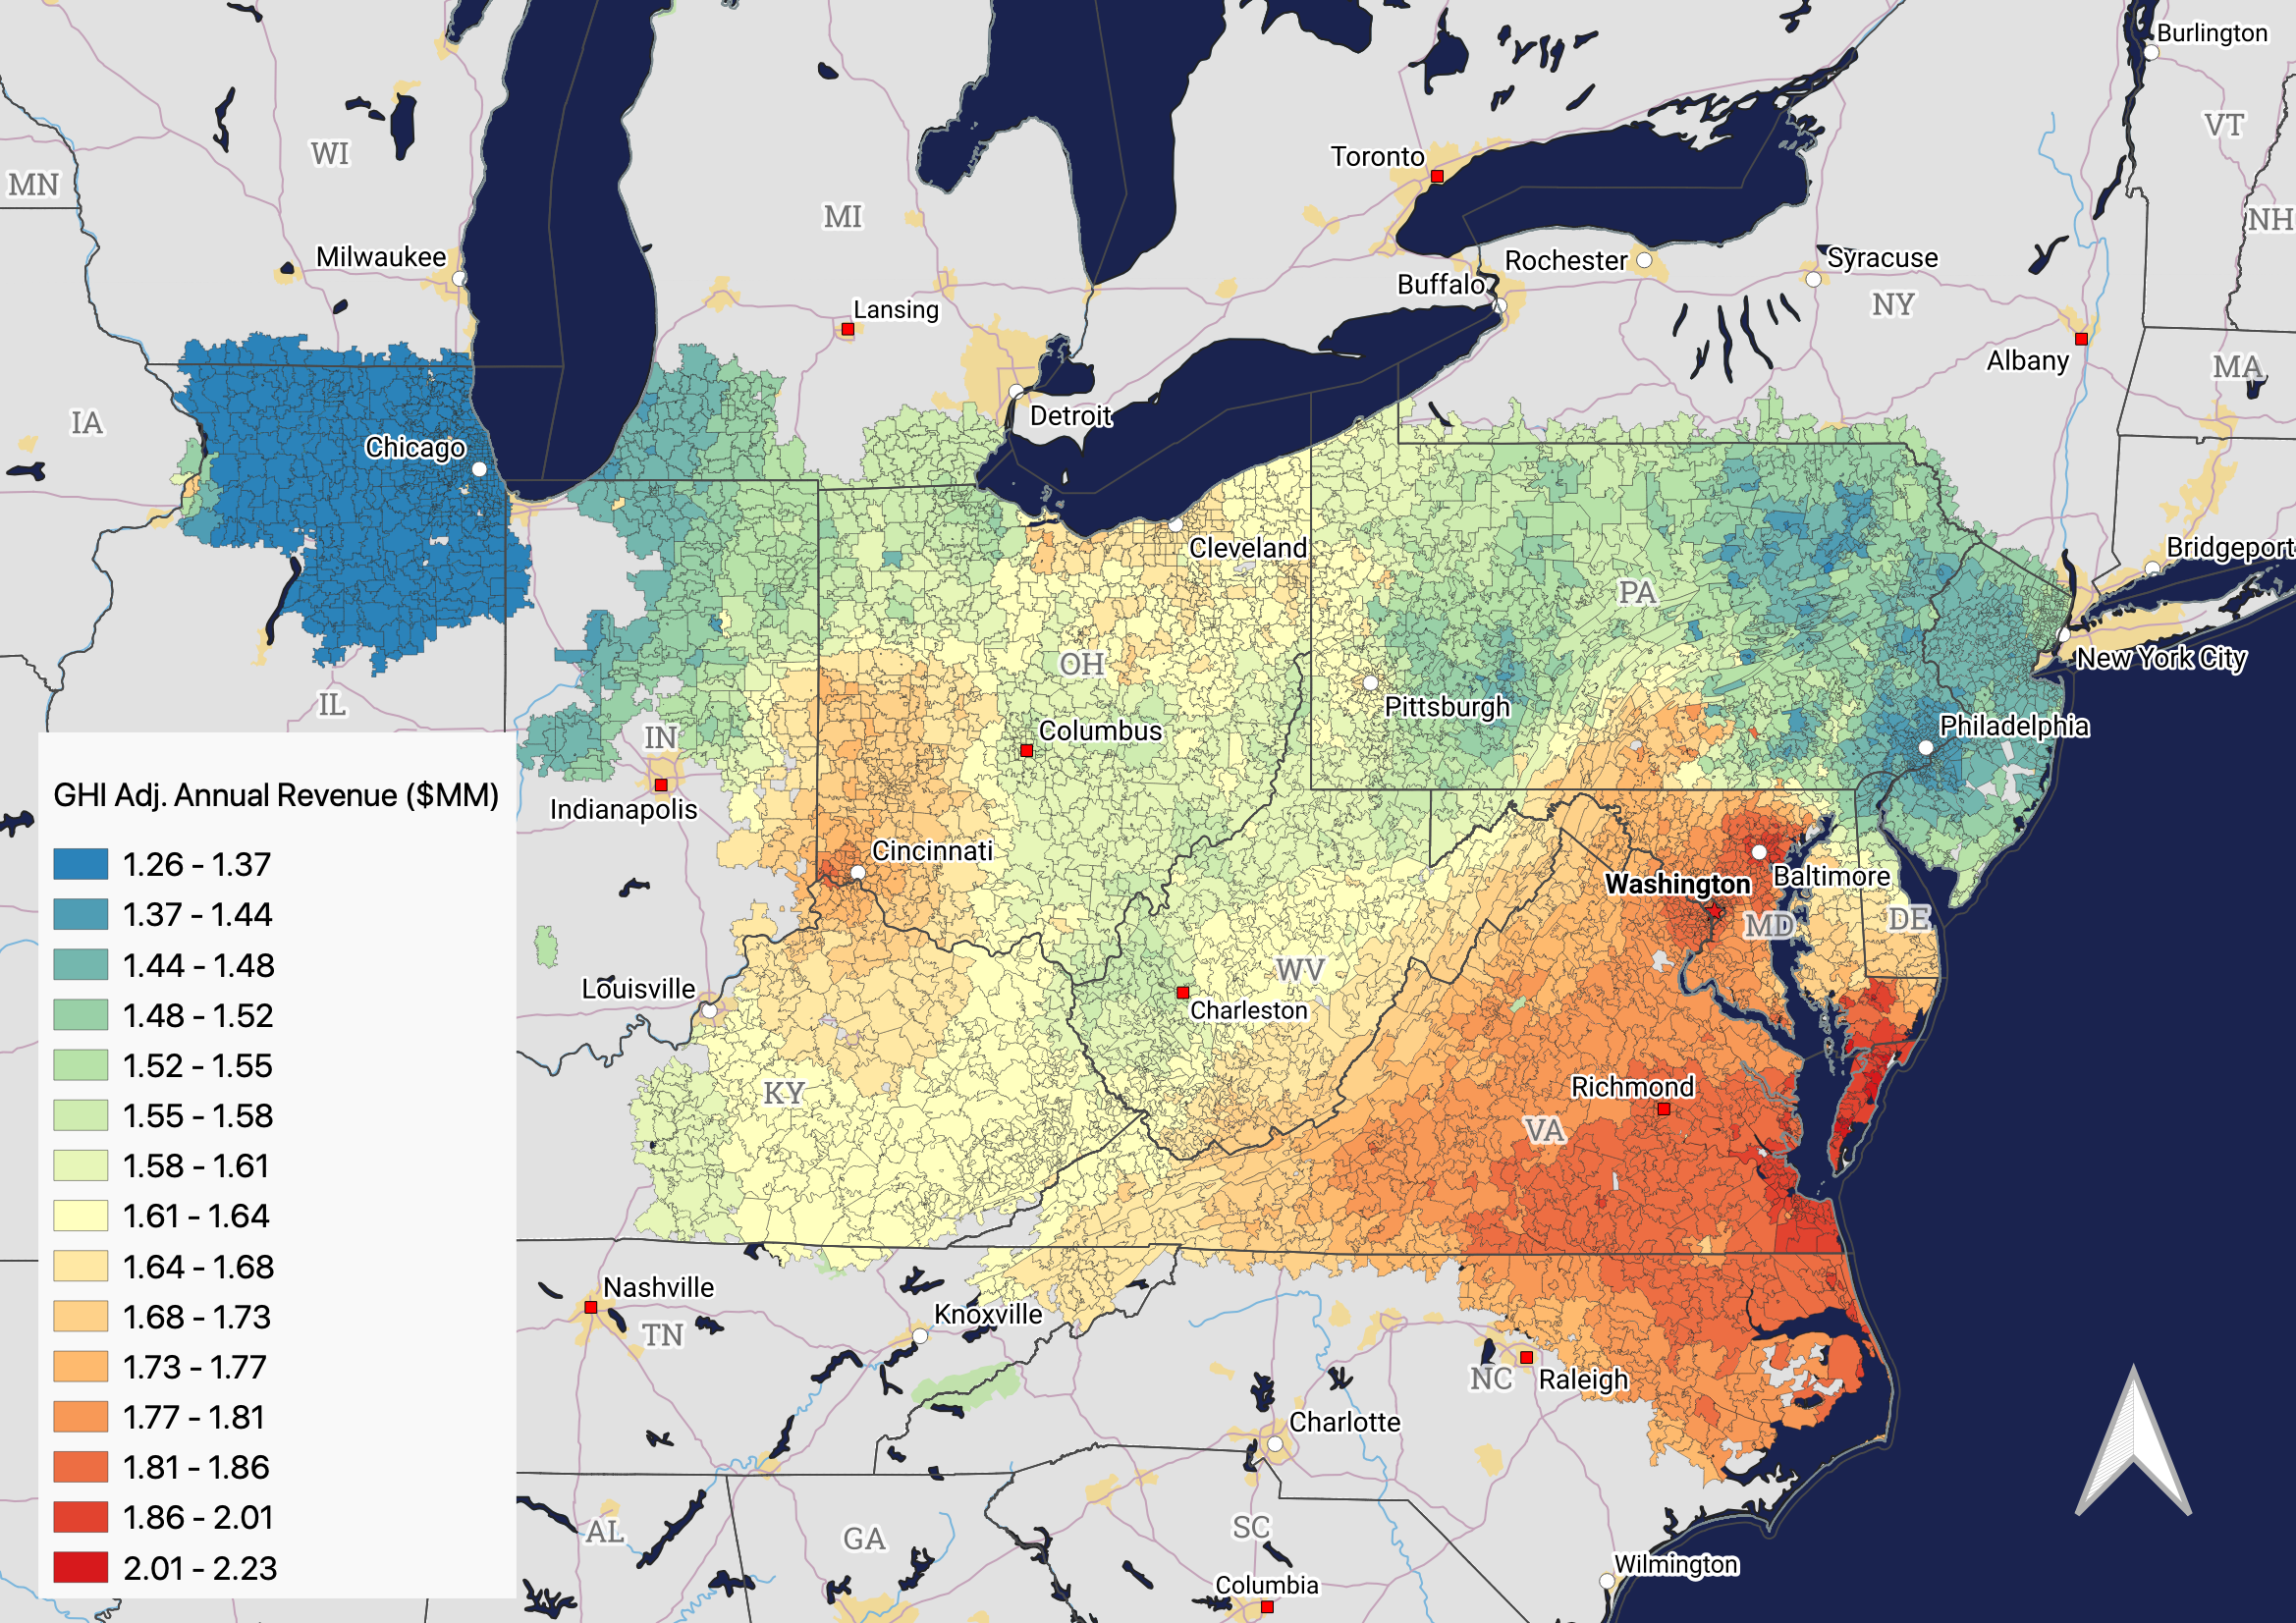 Burlington
VT
WI
Toronto
MN
MI
NH
Milwaukee
Rochester
Syracuse
Buffalo
Lansing
NY
Albany
MA
IA
Detroit
Chicago
Cleveland
Bridgeport
PA
New York City
OH
IL
Pittsburgh
Philadelphia
IN
Columbus
Indianapolis
Cincinnati
Baltimore
Washington
MD
DE
WV
Louisville
Charleston
KY
Richmond
VA
Nashville
Knoxville
TN
NC
Raleigh
Charlotte
AL
GA
SC
Wilmington
Columbia
GHI Adj. Annual Revenue ($MM)
1.26 - 1.37
1.37 - 1.44
1.44 - 1.48
1.48 - 1.52
1.52 - 1.55
1.55 - 1.58
1.58 - 1.61
1.61 - 1.64
1.64 - 1.68
1.68 - 1.73
1.73 - 1.77
1.77 - 1.81
1.81 - 1.86
1.86 - 2.01
2.01 - 2.23